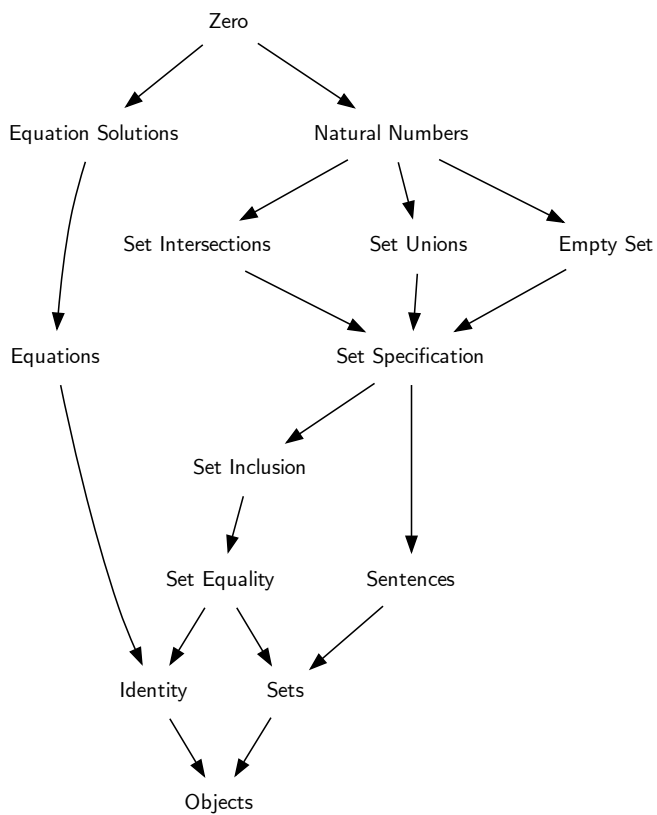 Zero
Equation Solutions
Natural Numbers
Set Intersections
Set Unions
Empty Set
Equations
Set Specification
Set Inclusion
Set Equality
Sentences
Identity
Sets
Objects